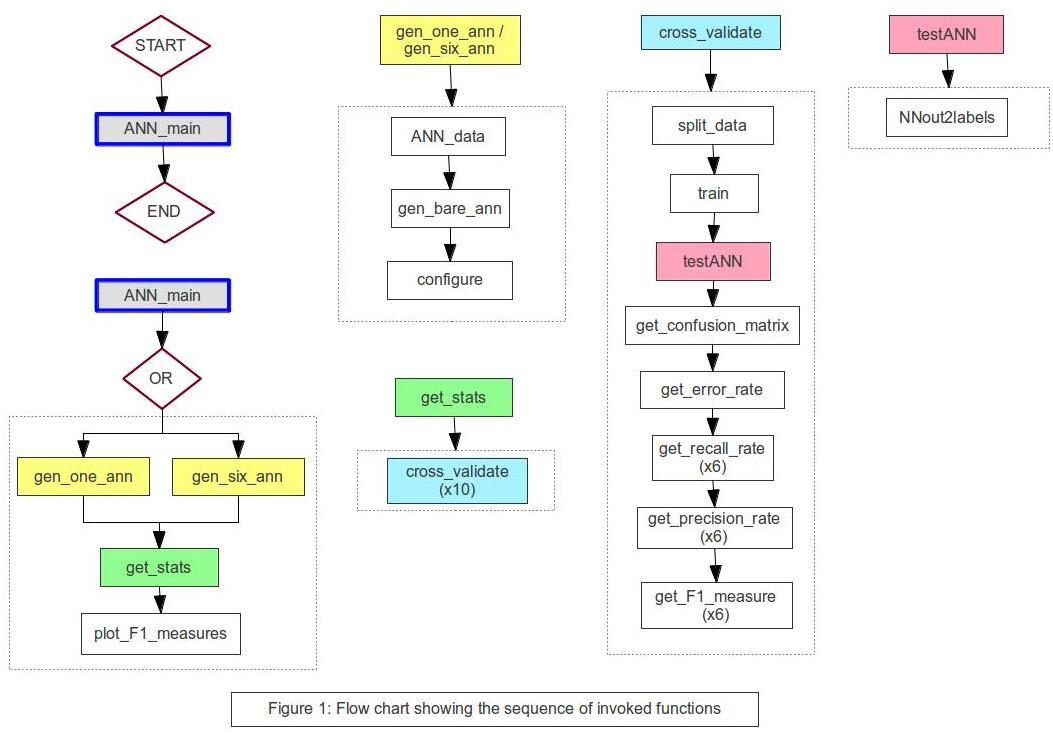 START
ANN_main
END
ANN_main
OR
gen_one_ann
gen_six_ann
get_stats
plot_F1_measures
gen_one_ann /
gen_six_ann
ANN_data
gen_bare_ann
configure
get_stats
cross_validate
(x10)
cross_validate
split_data
train
testANN
get_confusion_matrix
get_error_rate
get_recall_rate
(x6)
get_precision_rate
(x6)
get_F1_measure
(x6)
testANN
NNout2labels
Figure 1: Flow chart showing the sequence of invoked functions